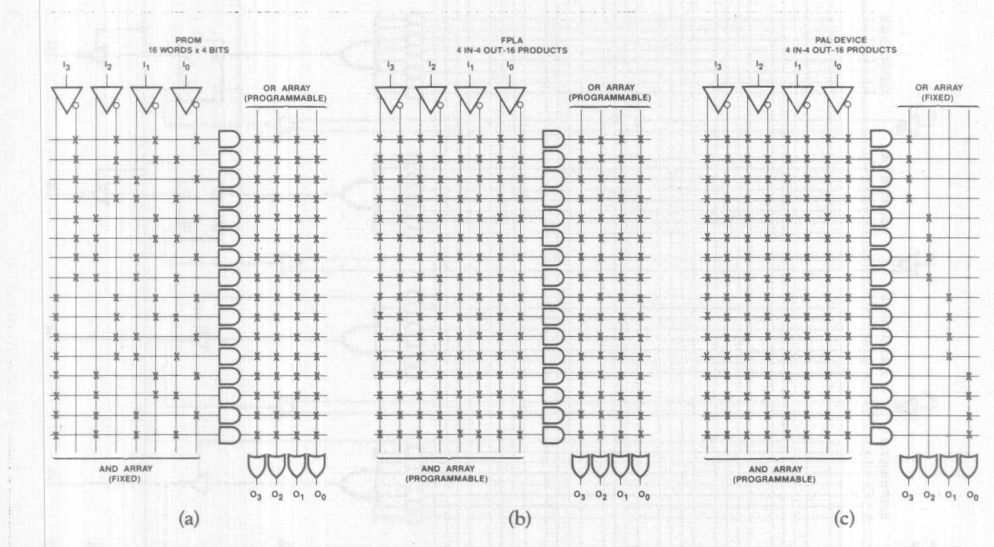 PROM
16 WORDS x 4 BITS
I3 I2 I1 I0
OR ARRAY
(PROGRAMMABLE)
AND ARRAY
(FIXED)
O3 O2 O1 O0
(a)
FPLA
4 IN-4 OUT-16 PRODUCTS
I3 I2 I1 I0
OR ARRAY
(PROGRAMMABLE)
AND ARRAY
(PROGRAMMABLE)
O3 O2 O1 O0
(b)
PAL DEVICE
4 IN-4 OUT-16 PRODUCTS
I3 I2 I1 I0
OR ARRAY
(FIXED)
AND ARRAY
(PROGRAMMABLE)
O3 O2 O1 O0
(c)